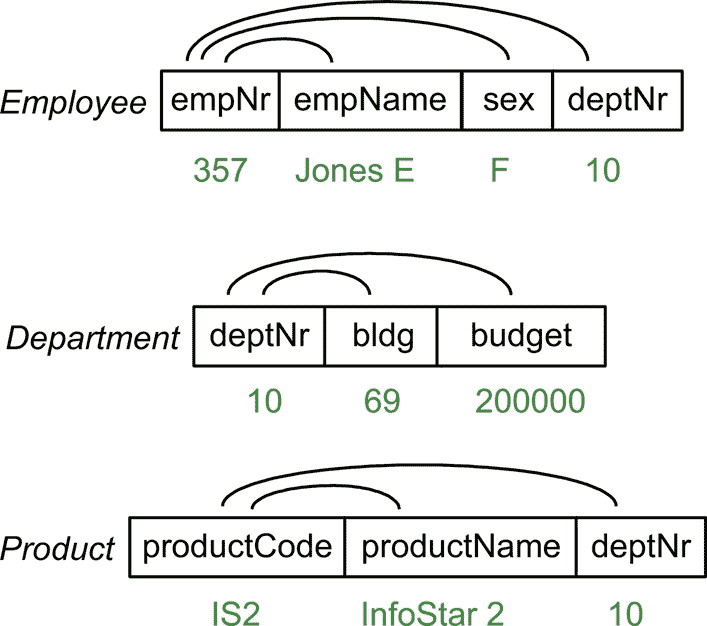 Employee empNr empName sex deptNr
357 Jones E F 10
Department deptNr bldg budget
10 69 200000
Product productCode productName deptNr
IS2 InfoStar 2 10